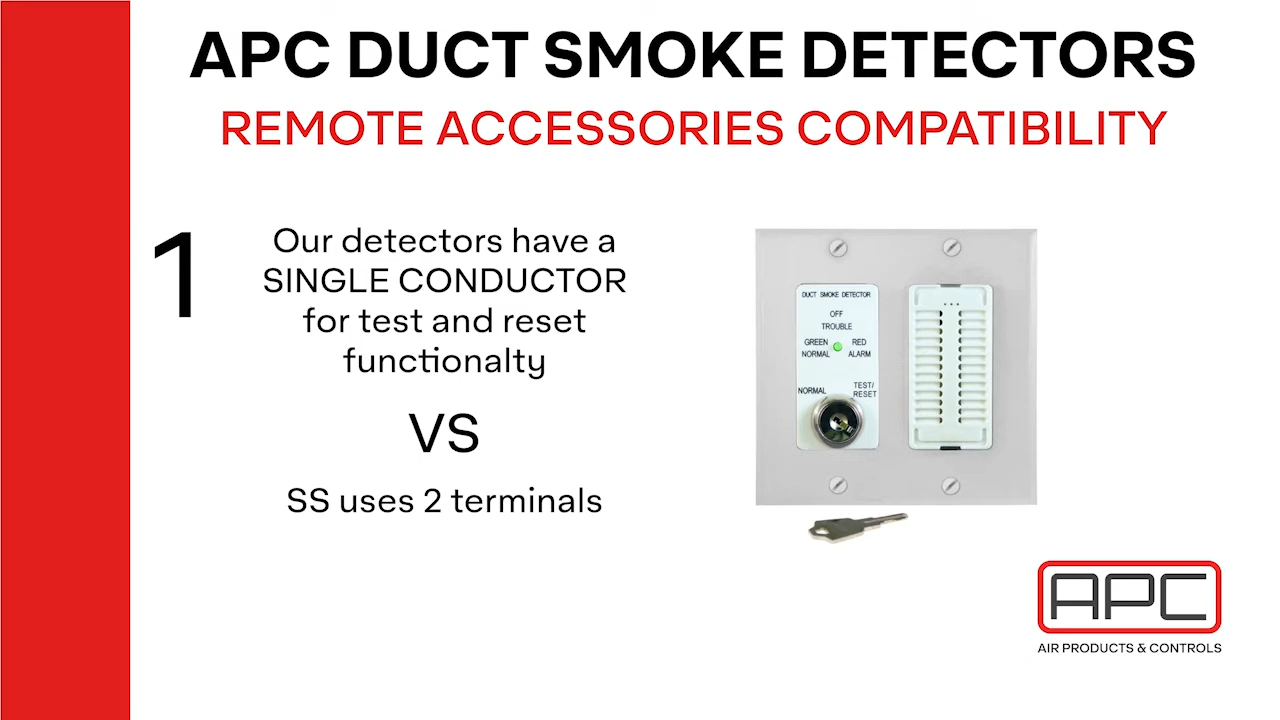 APC DUCT SMOKE DETECTORS
REMOTE ACCESSORIES COMPATIBILITY
1
Our detectors have a
SINGLE CONDUCTOR
for test and reset
functionalty
VS
SS uses 2 terminals
DUCT SMOKE DETECTOR
OFF
TROUBLE
GREEN RED
NORMAL ALARM
NORMAL TEST/
RESET
APC
AIR PRODUCTS & CONTROLS